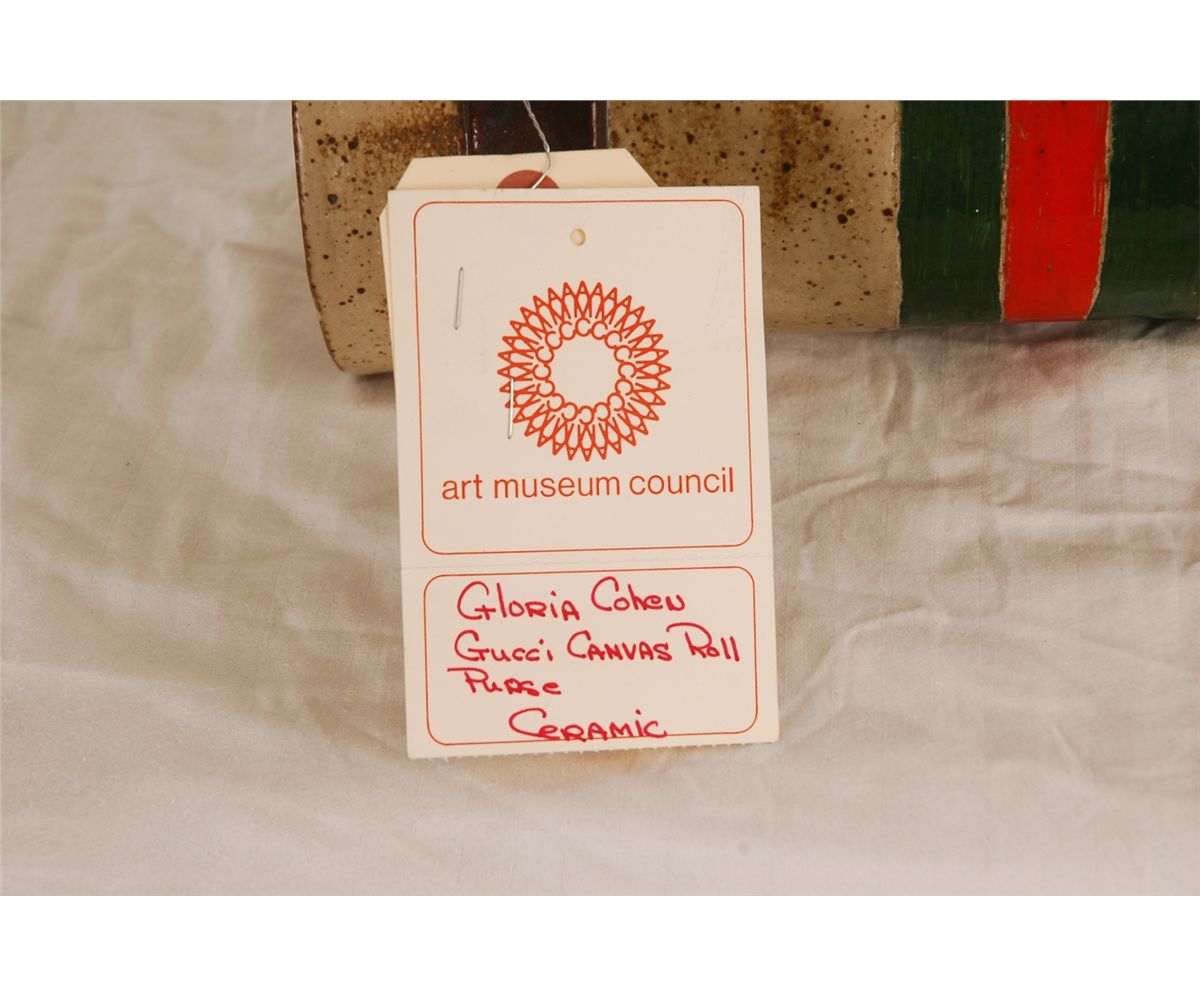 art museum council
Gloria Cohen
Gucci Canvas Roll
Purse
Ceramic